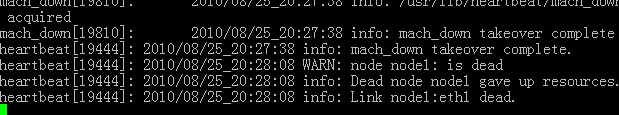 mach_down[19810]:       2010/08/25_20:27:38 info: /usr/lib/heartbeat/mach_down
 acquired
mach_down[19810]:       2010/08/25_20:27:38 info: mach_down takeover complete
heartbeat[19444]: 2010/08/25_20:27:38 info: mach_down takeover complete.
heartbeat[19444]: 2010/08/25_20:28:08 WARN: node node1: is dead
heartbeat[19444]: 2010/08/25_20:28:08 info: Dead node node1 gave up resources.
heartbeat[19444]: 2010/08/25_20:28:08 info: Link node1:eth1 dead.